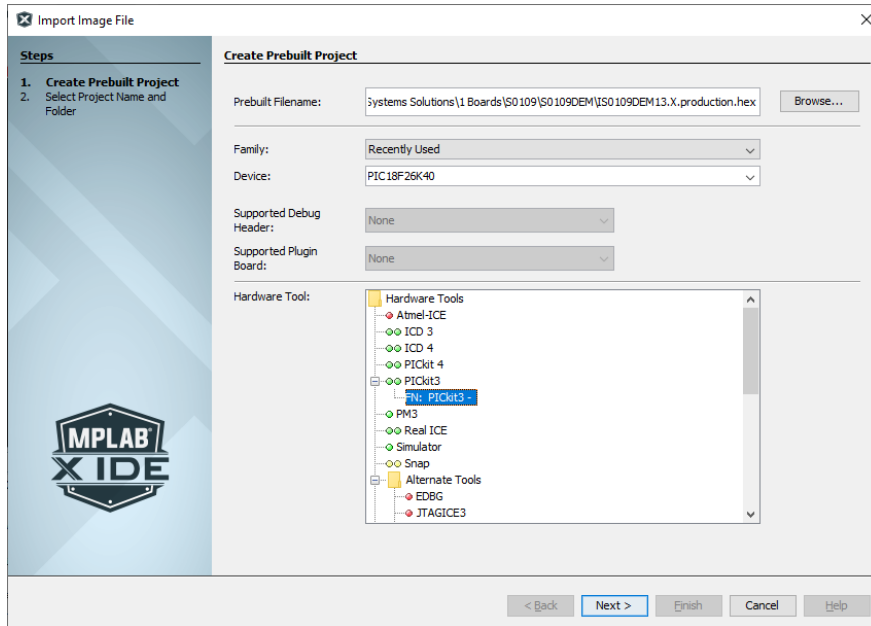 Import Image File
Steps
1. Create Prebuilt Project
2. Select Project Name and
Folder
Create Prebuilt Project
Prebuilt Filename:
Systems Solutions\1 Boards\S0109\S0109DEM\IS0109DEM13.X.production.hex
Browse...
Family:
Recently Used
Device:
PIC18F26K40
Supported Debug
Header:
None
Supported Plugin
Board:
None
Hardware Tool:
Hardware Tools
Atmel-ICE
ICD 3
ICD 4
PICkit 4
PICkit3
FN: PICkit3 -
PM3
Real ICE
Simulator
Snap
Alternate Tools
EDBG
JTAGICE3
MPLAB®
X IDE
< Back
Next >
Finish
Cancel
Help